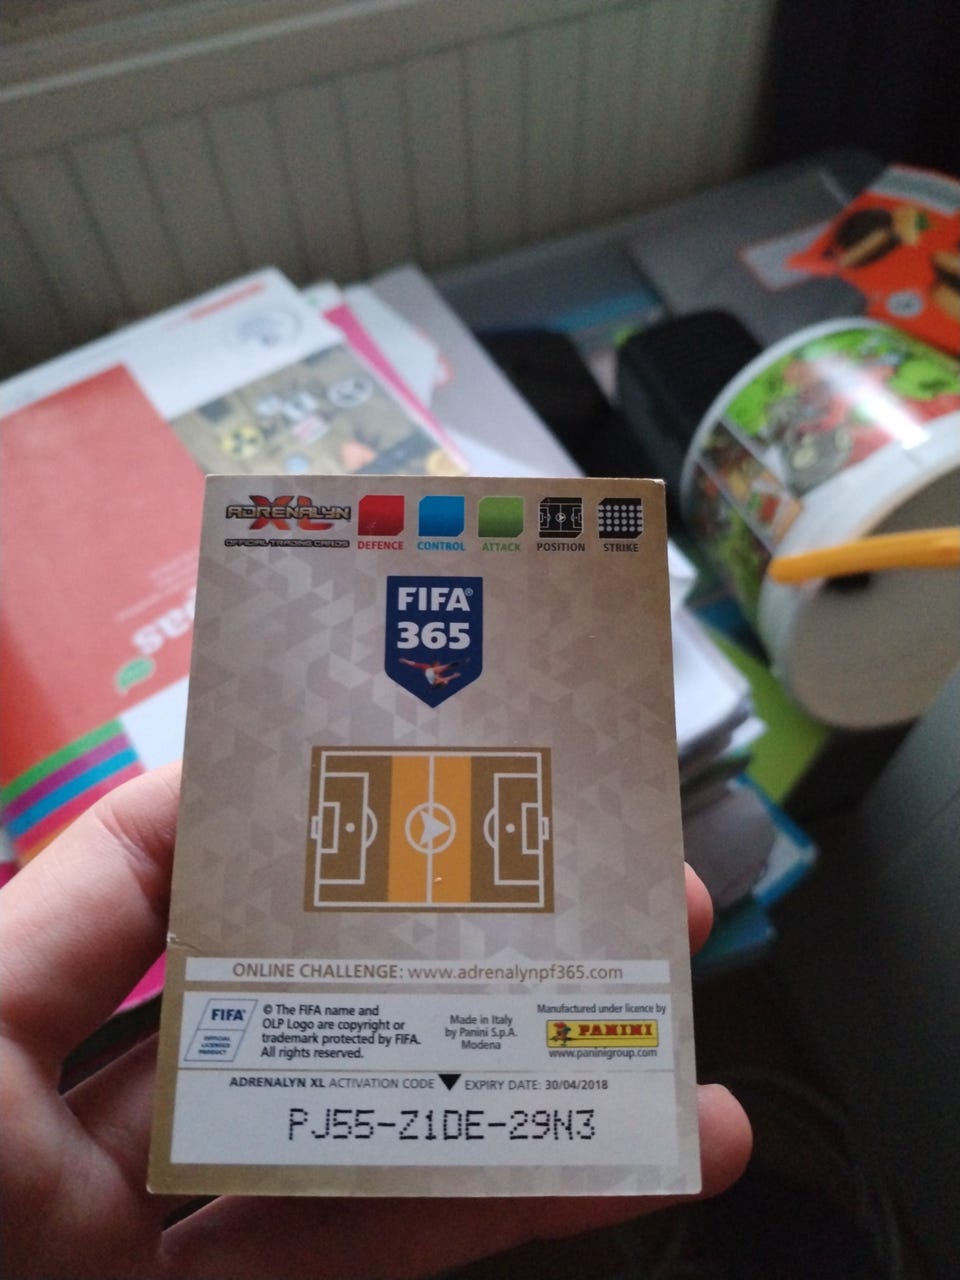 ADRENALYN XL
OFFICIAL TRADING CARDS
DEFENCE
CONTROL
ATTACK
POSITION
STRIKE
FIFA®
365
ONLINE CHALLENGE: www.adrenalynpf365.com
FIFA®
OFFICIAL
LICENSED
PRODUCT
© The FIFA name and
OLP Logo are copyright or
trademark protected by FIFA.
All rights reserved.
Made in Italy
by Panini S.p.A.
Modena
Manufactured under licence by
PANINI
www.paninigroup.com
ADRENALYN XL ACTIVATION CODE EXPIRY DATE: 30/04/2018
PJ55-Z1DE-29N3